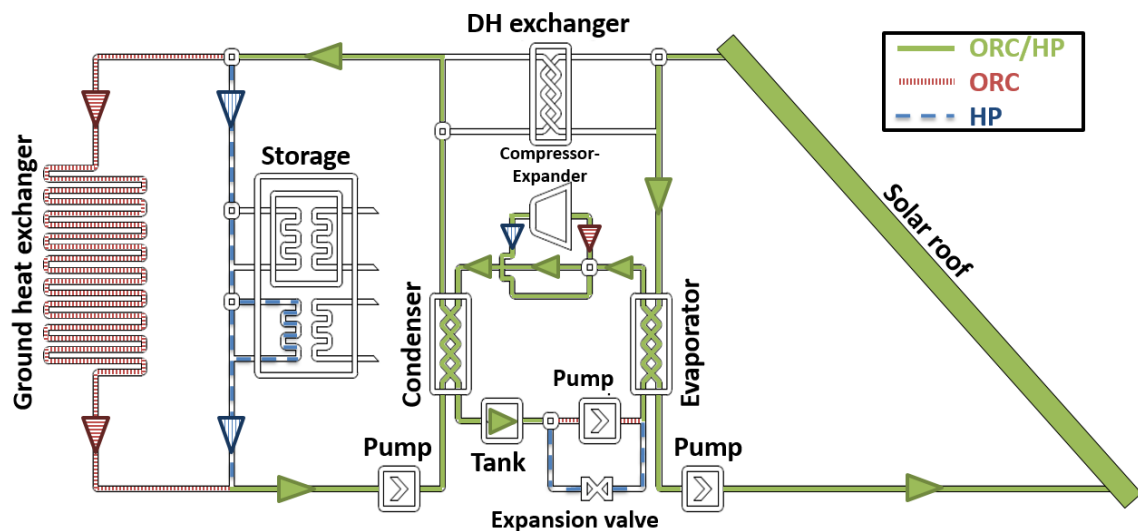 DH exchanger
ORC/HP
ORC
HP
Compressor-
Expander
Storage
Ground heat exchanger
Solar roof
Condenser
Evaporator
Pump
Tank
Pump
Pump
Expansion valve